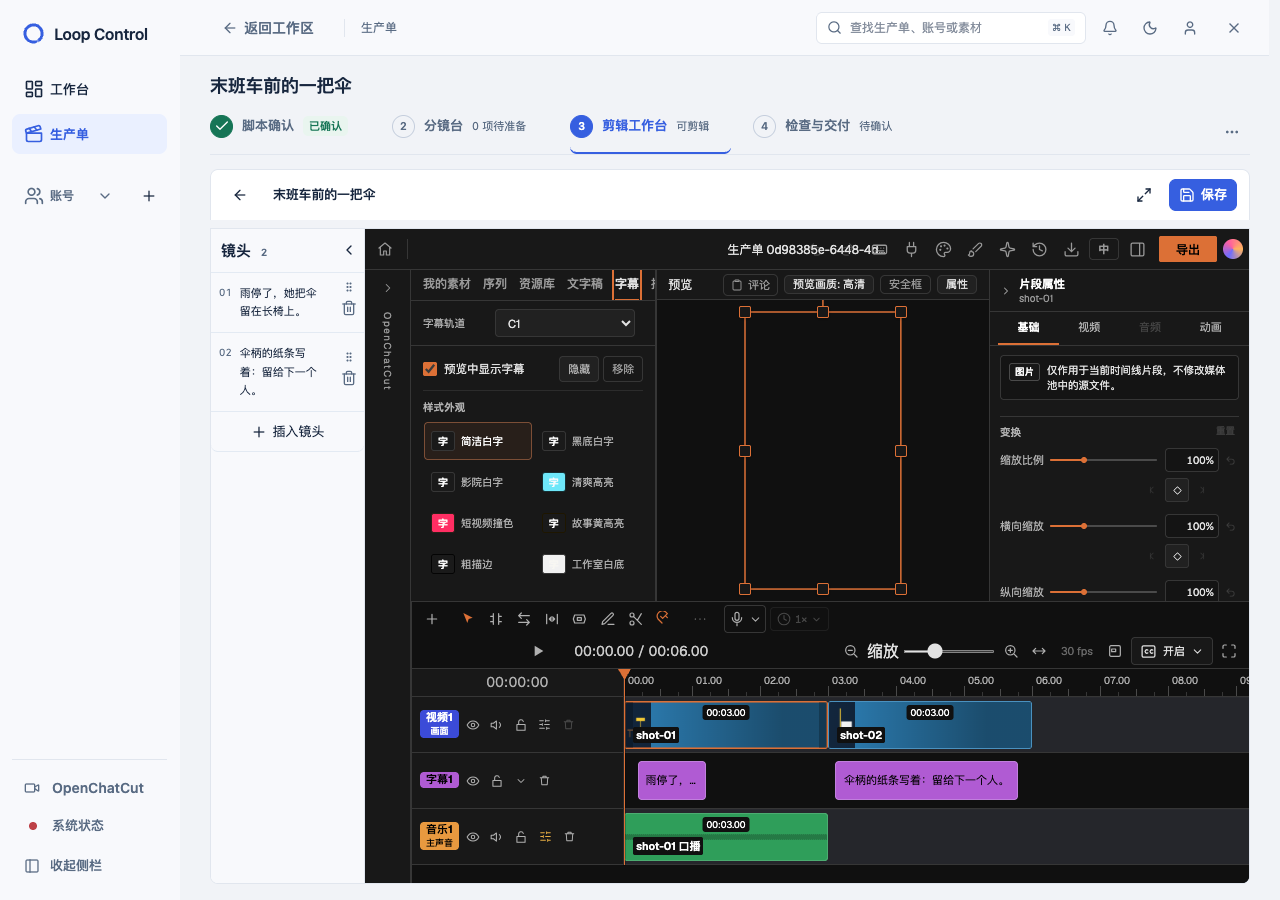 Loop Control
工作台
生产单
账号
OpenChatCut
系统状态
收起侧栏
返回工作区
生产单
查找生产单、账号或素材
⌘ K
末班车前的一把伞
脚本确认 已确认
2 分镜台 0 项待准备
3 剪辑工作台 可剪辑
4 检查与交付 待确认
末班车前的一把伞
保存
镜头 2
01 雨停了，她把伞
留在长椅上。
02 伞柄的纸条写
着：留给下一个
人。
插入镜头
生产单 0d98385e-6448-4
中
导出
OpenChatCut
我的素材 序列 资源库 文字稿 字幕
字幕轨道 C1
预览中显示字幕 隐藏 移除
样式外观
字 简洁白字
字 黑底白字
字 影院白字
字 清爽高亮
字 短视频撞色
字 故事黄高亮
字 粗描边
工作室白底
预览 评论 预览画质: 高清 安全框 属性
片段属性
shot-01
基础 视频 音频 动画
图片 仅作用于当前时间线片段，不修改媒体
池中的源文件。
变换 重置
缩放比例 100%
横向缩放 100%
纵向缩放 100%
1×
00:00.00 / 00:06.00
缩放
30 fps
开启
00:00:00
00.00 01.00 02.00 03.00 04.00 05.00 06.00 07.00 08.00 09
视频1
画面
00:03.00
shot-01
00:03.00
shot-02
字幕1
雨停了，...
伞柄的纸条写着：留给下一个人。
音乐1
主声音
00:03.00
shot-01 口播